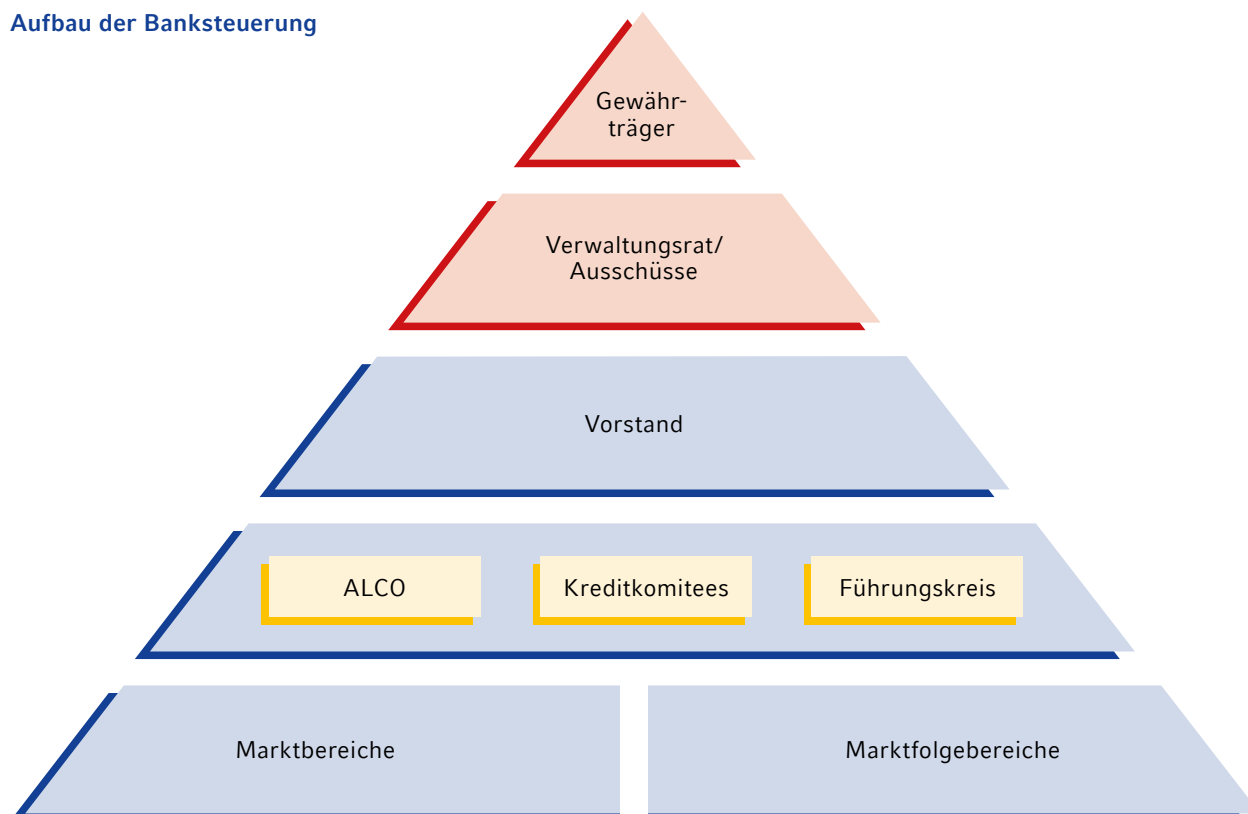 Aufbau der Banksteuerung
Gewähr-
träger
Verwaltungsrat/
Ausschüsse
Vorstand
ALCO
Kreditkomitees
Führungskreis
Marktbereiche
Marktfolgebereiche